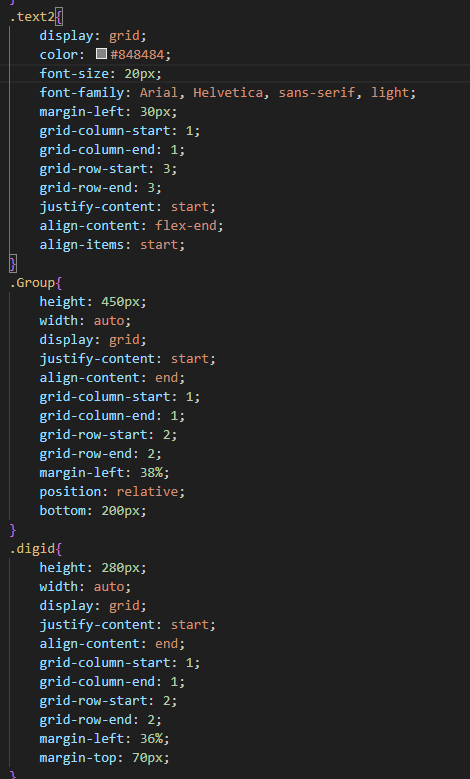 }
.text2{
    display: grid;
    color: #848484;
    font-size: 20px;
    font-family: Arial, Helvetica, sans-serif, light;
    margin-left: 30px;
    grid-column-start: 1;
    grid-column-end: 1;
    grid-row-start: 3;
    grid-row-end: 3;
    justify-content: start;
    align-content: flex-end;
    align-items: start;
}
.Group{
    height: 450px;
    width: auto;
    display: grid;
    justify-content: start;
    align-content: end;
    grid-column-start: 1;
    grid-column-end: 1;
    grid-row-start: 2;
    grid-row-end: 2;
    margin-left: 38%;
    position: relative;
    bottom: 200px;
}
.digid{
    height: 280px;
    width: auto;
    display: grid;
    justify-content: start;
    align-content: end;
    grid-column-start: 1;
    grid-column-end: 1;
    grid-row-start: 2;
    grid-row-end: 2;
    margin-left: 36%;
    margin-top: 70px;
}